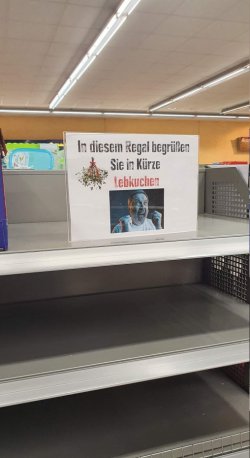 In diesem Regal begrüßen
Sie in Kürze
Lebkuchen